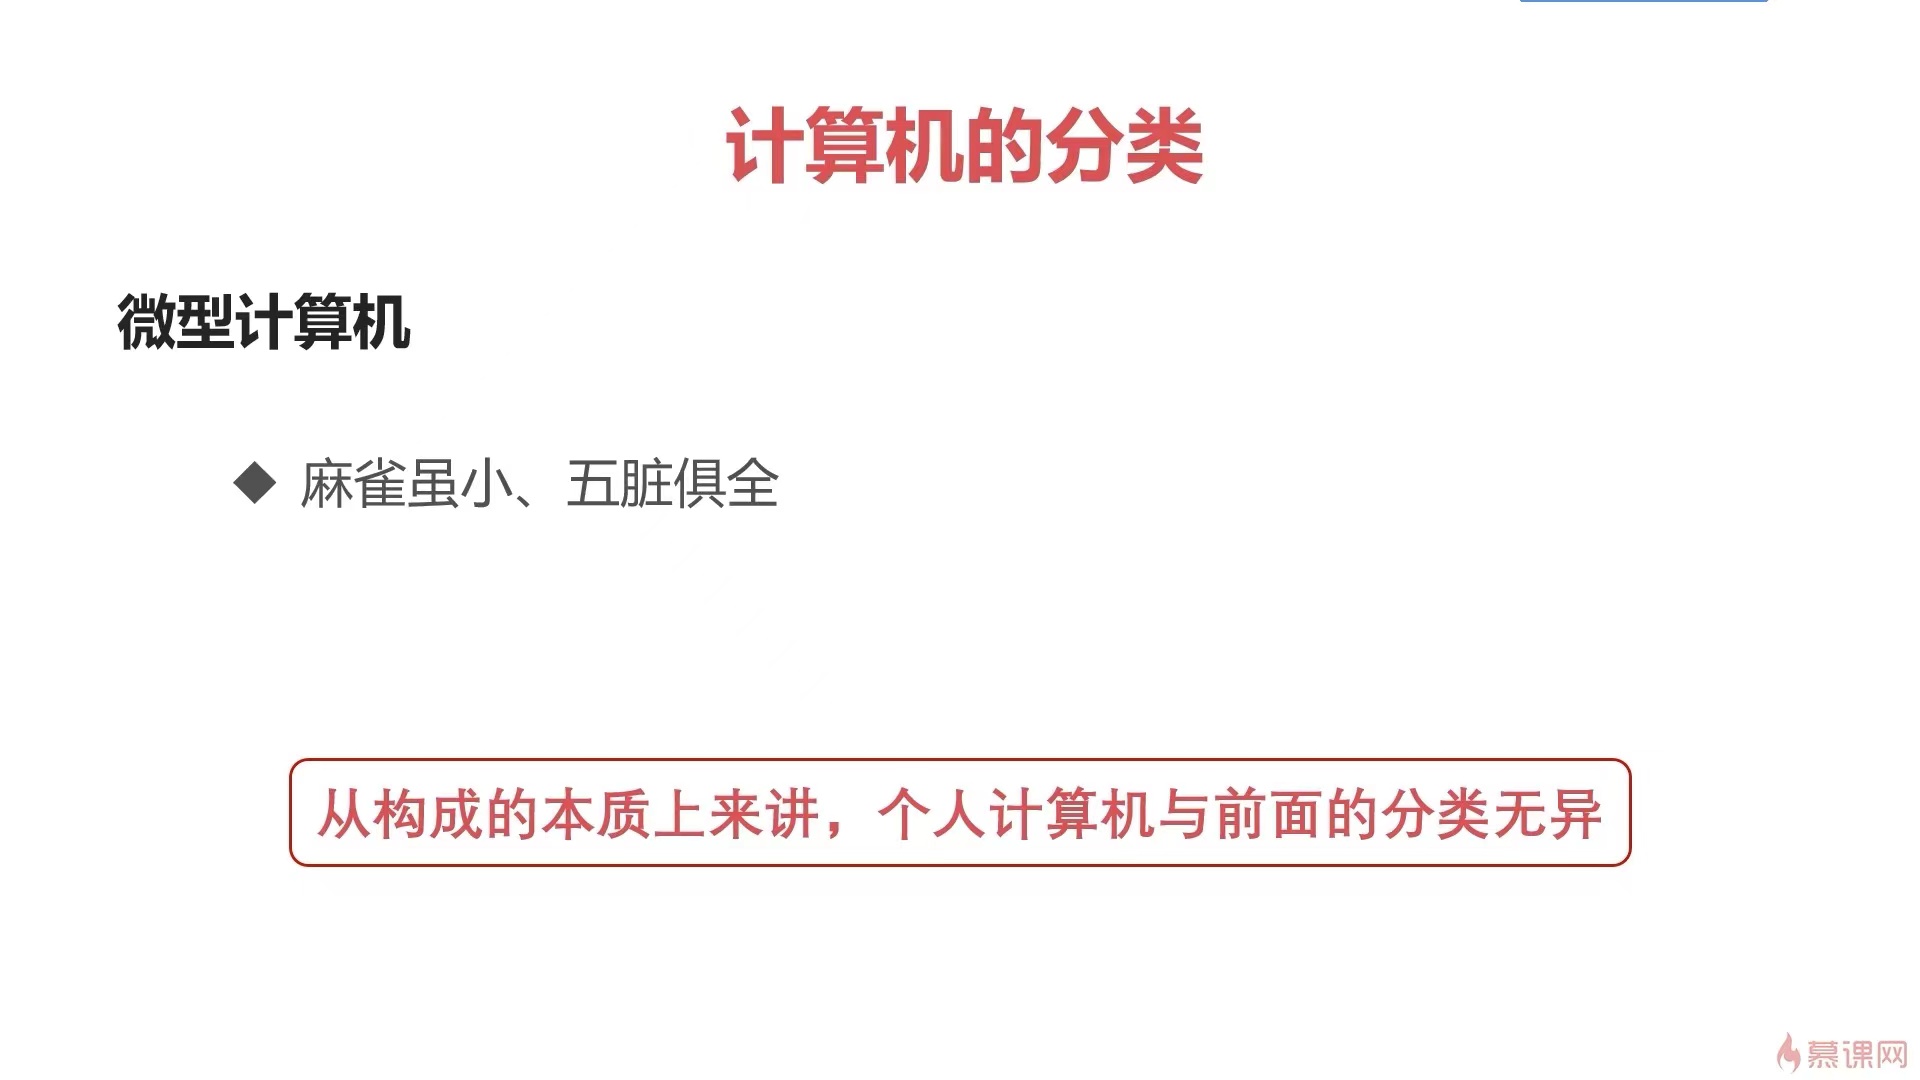 计算机的分类
微型计算机
◆ 麻雀虽小、五脏俱全
从构成的本质上来讲，个人计算机与前面的分类无异
慕课网